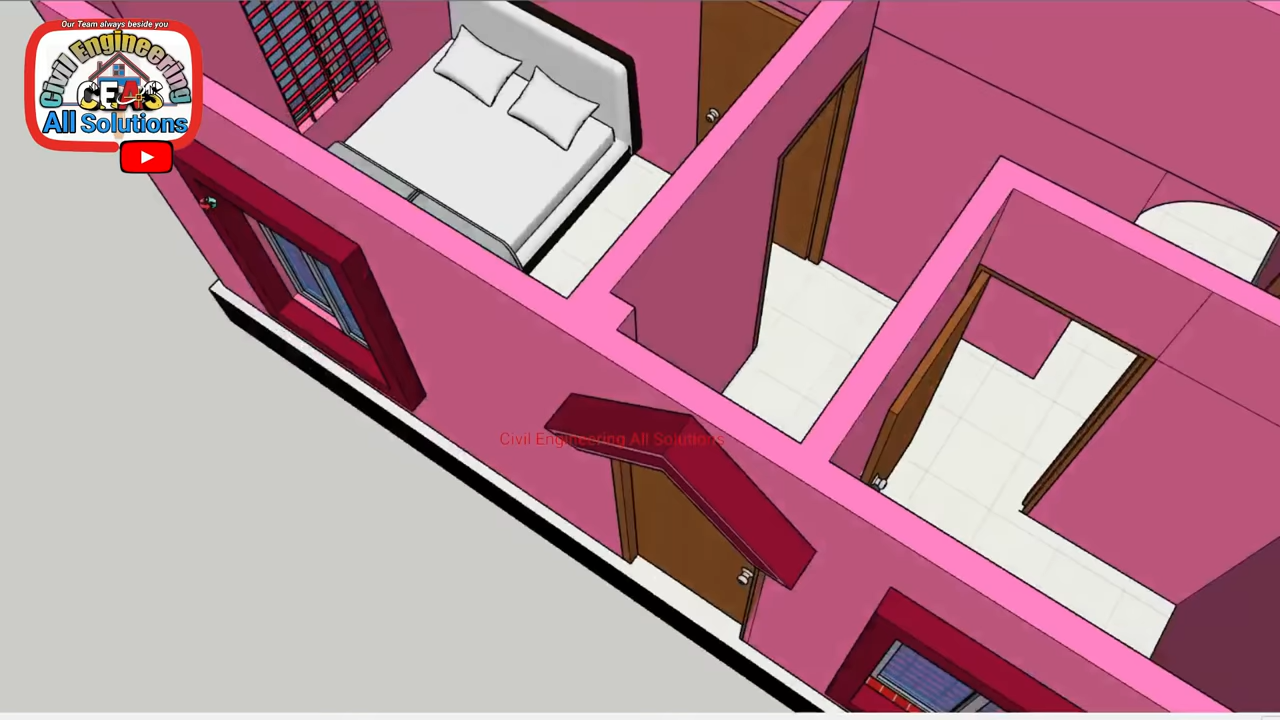 Our Team always beside you
Civil Engineering
CEAS
All Solutions
Civil Engineering All Solutions